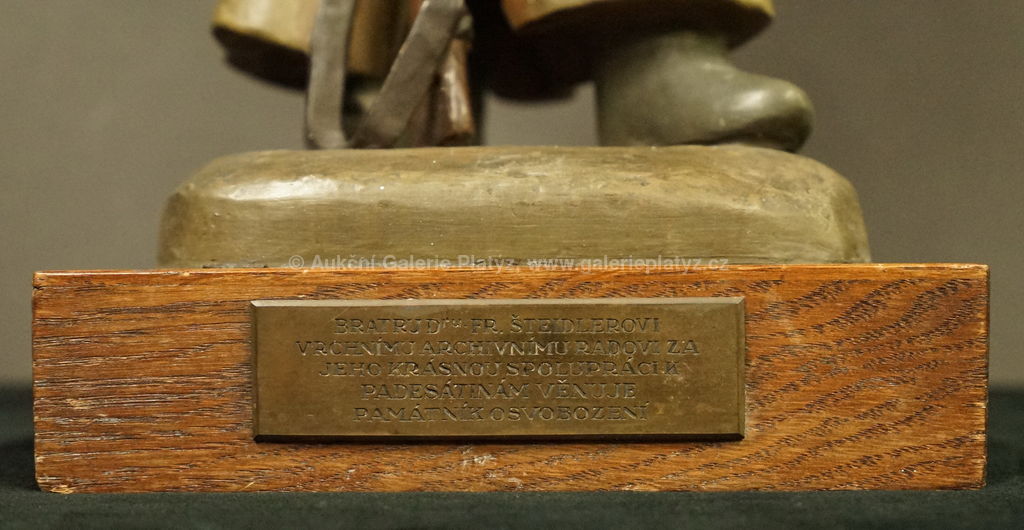 © Aukční Galerie Platýz, www.galerieplatyz.cz
BRATRU Dru. FR. ŠTEIDLEROVI
VRCHNÍMU ARCHIVNÍMU RADOVI ZA
JEHO KRÁSNOU SPOLUPRÁCI K
PADESÁTINÁM VĚNUJE
PAMÁTNÍK OSVOBOZENÍ